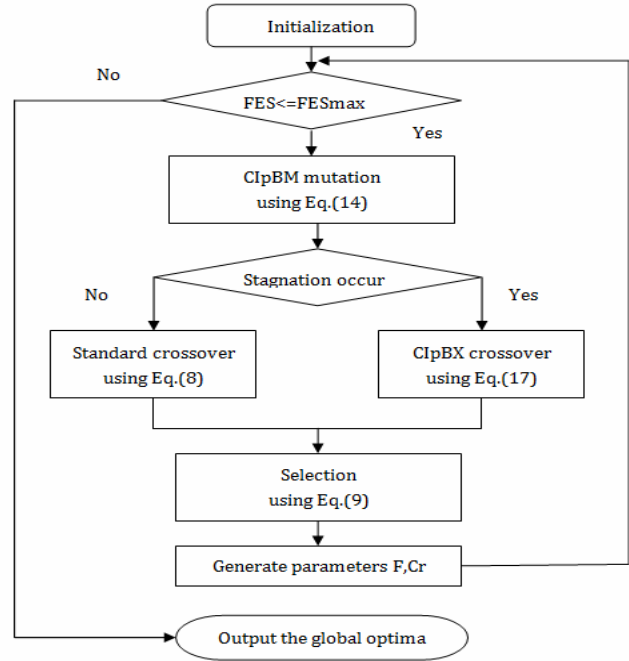 Initialization
No
FES<=FESmax
Yes
CIpBM mutation
using Eq.(14)
Stagnation occur
No
Yes
Standard crossover
using Eq.(8)
CIpBX crossover
using Eq.(17)
Selection
using Eq.(9)
Generate parameters F,Cr
Output the global optima